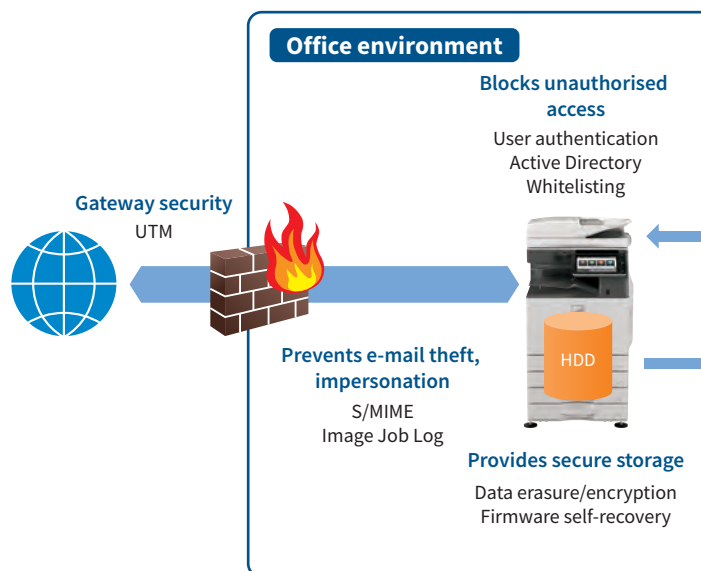 Office environment
Blocks unauthorised
access
User authentication
Active Directory
Whitelisting
Gateway security
UTM
Prevents e-mail theft,
impersonation
S/MIME
Image Job Log
HDD
Provides secure storage
Data erasure/encryption
Firmware self-recovery